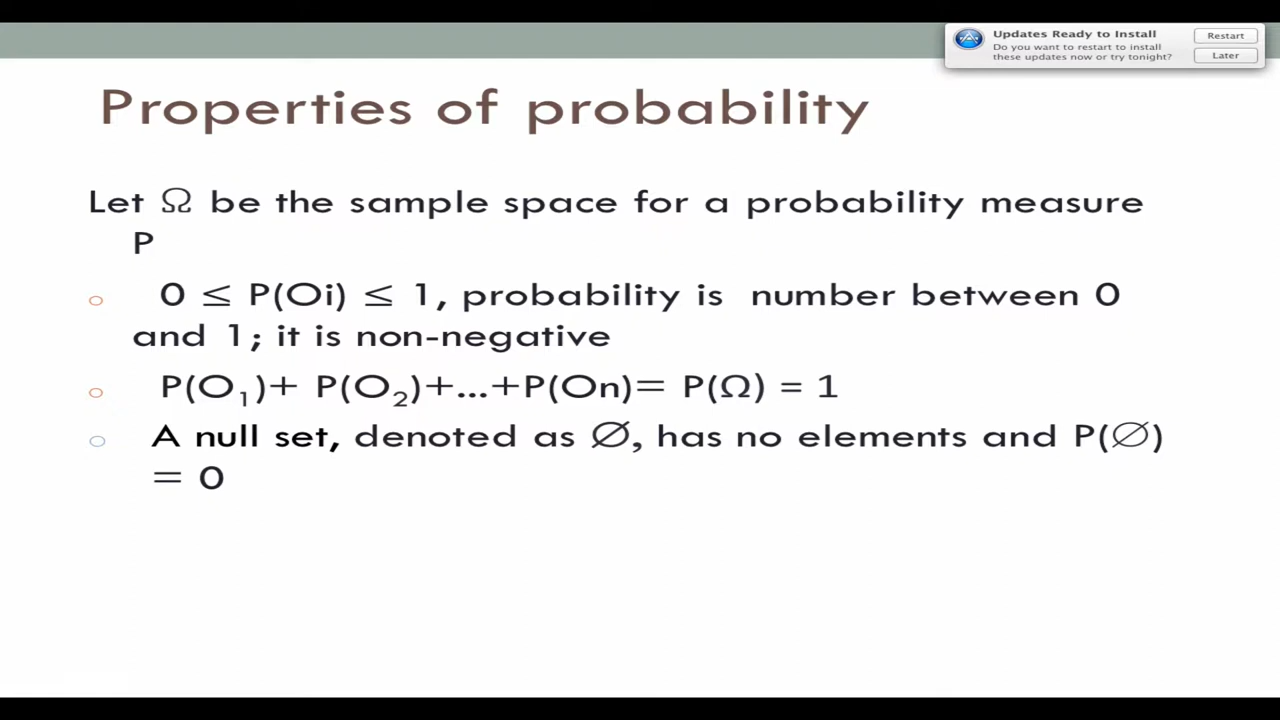 Updates Ready to Install
Do you want to restart to install
these updates now or try tonight?
Restart
Later
Properties of probability
Let Ω be the sample space for a probability measure
P
○ 0 ≤ P(Oi) ≤ 1, probability is number between 0
and 1; it is non-negative
○ P(O₁)+ P(O₂)+...+P(On)= P(Ω) = 1
○ A null set, denoted as ∅, has no elements and P(∅)
= 0